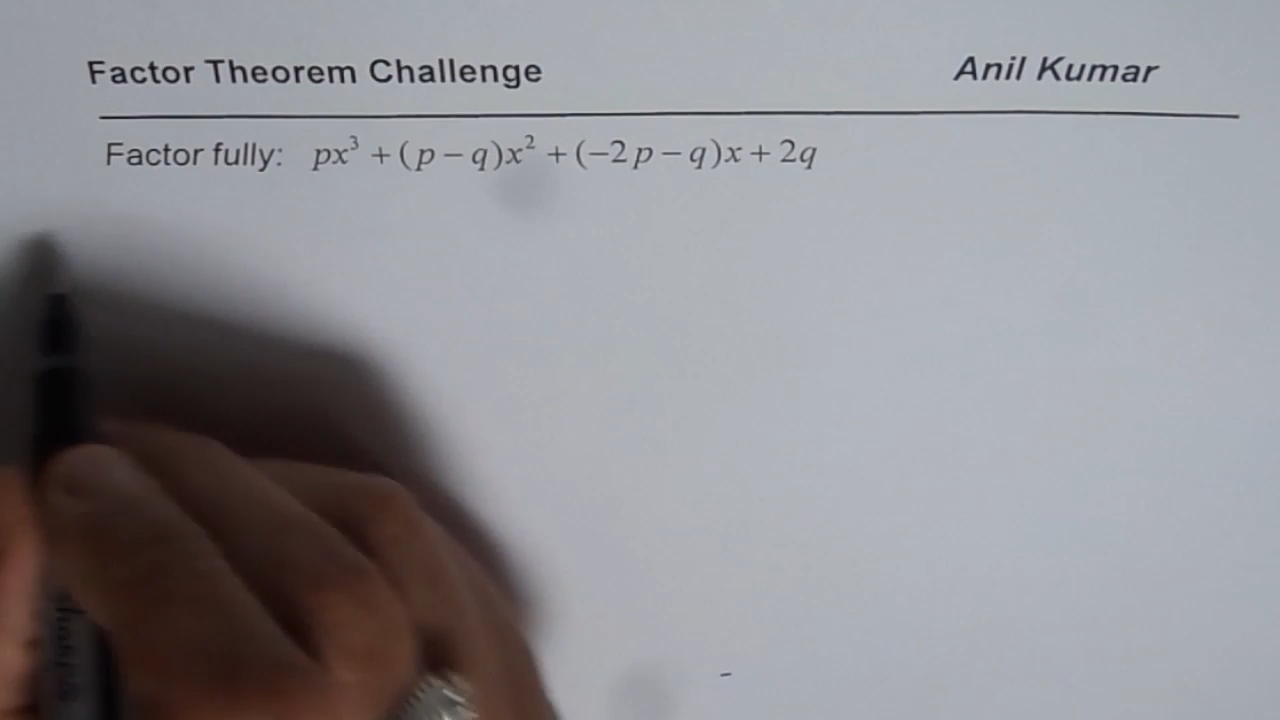 Factor Theorem Challenge Anil Kumar
Factor fully: px³ + (p − q)x² + (−2p − q)x + 2q